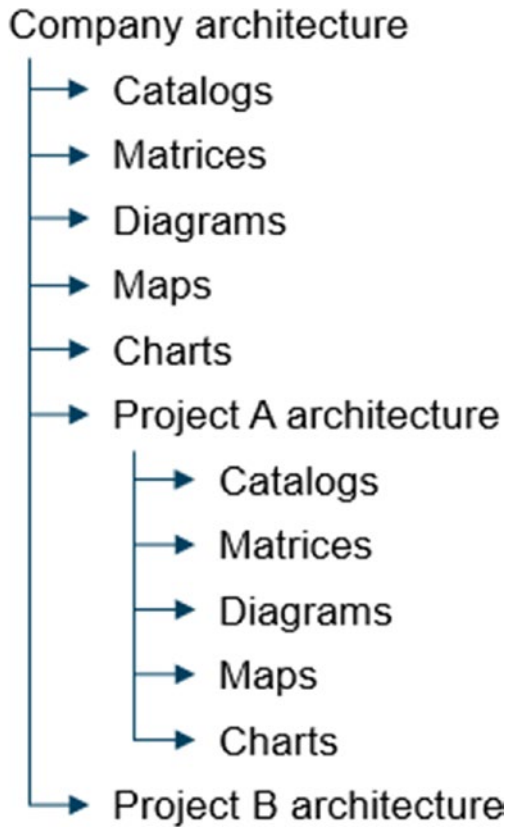 Company architecture
Catalogs
Matrices
Diagrams
Maps
Charts
Project A architecture
Catalogs
Matrices
Diagrams
Maps
Charts
Project B architecture